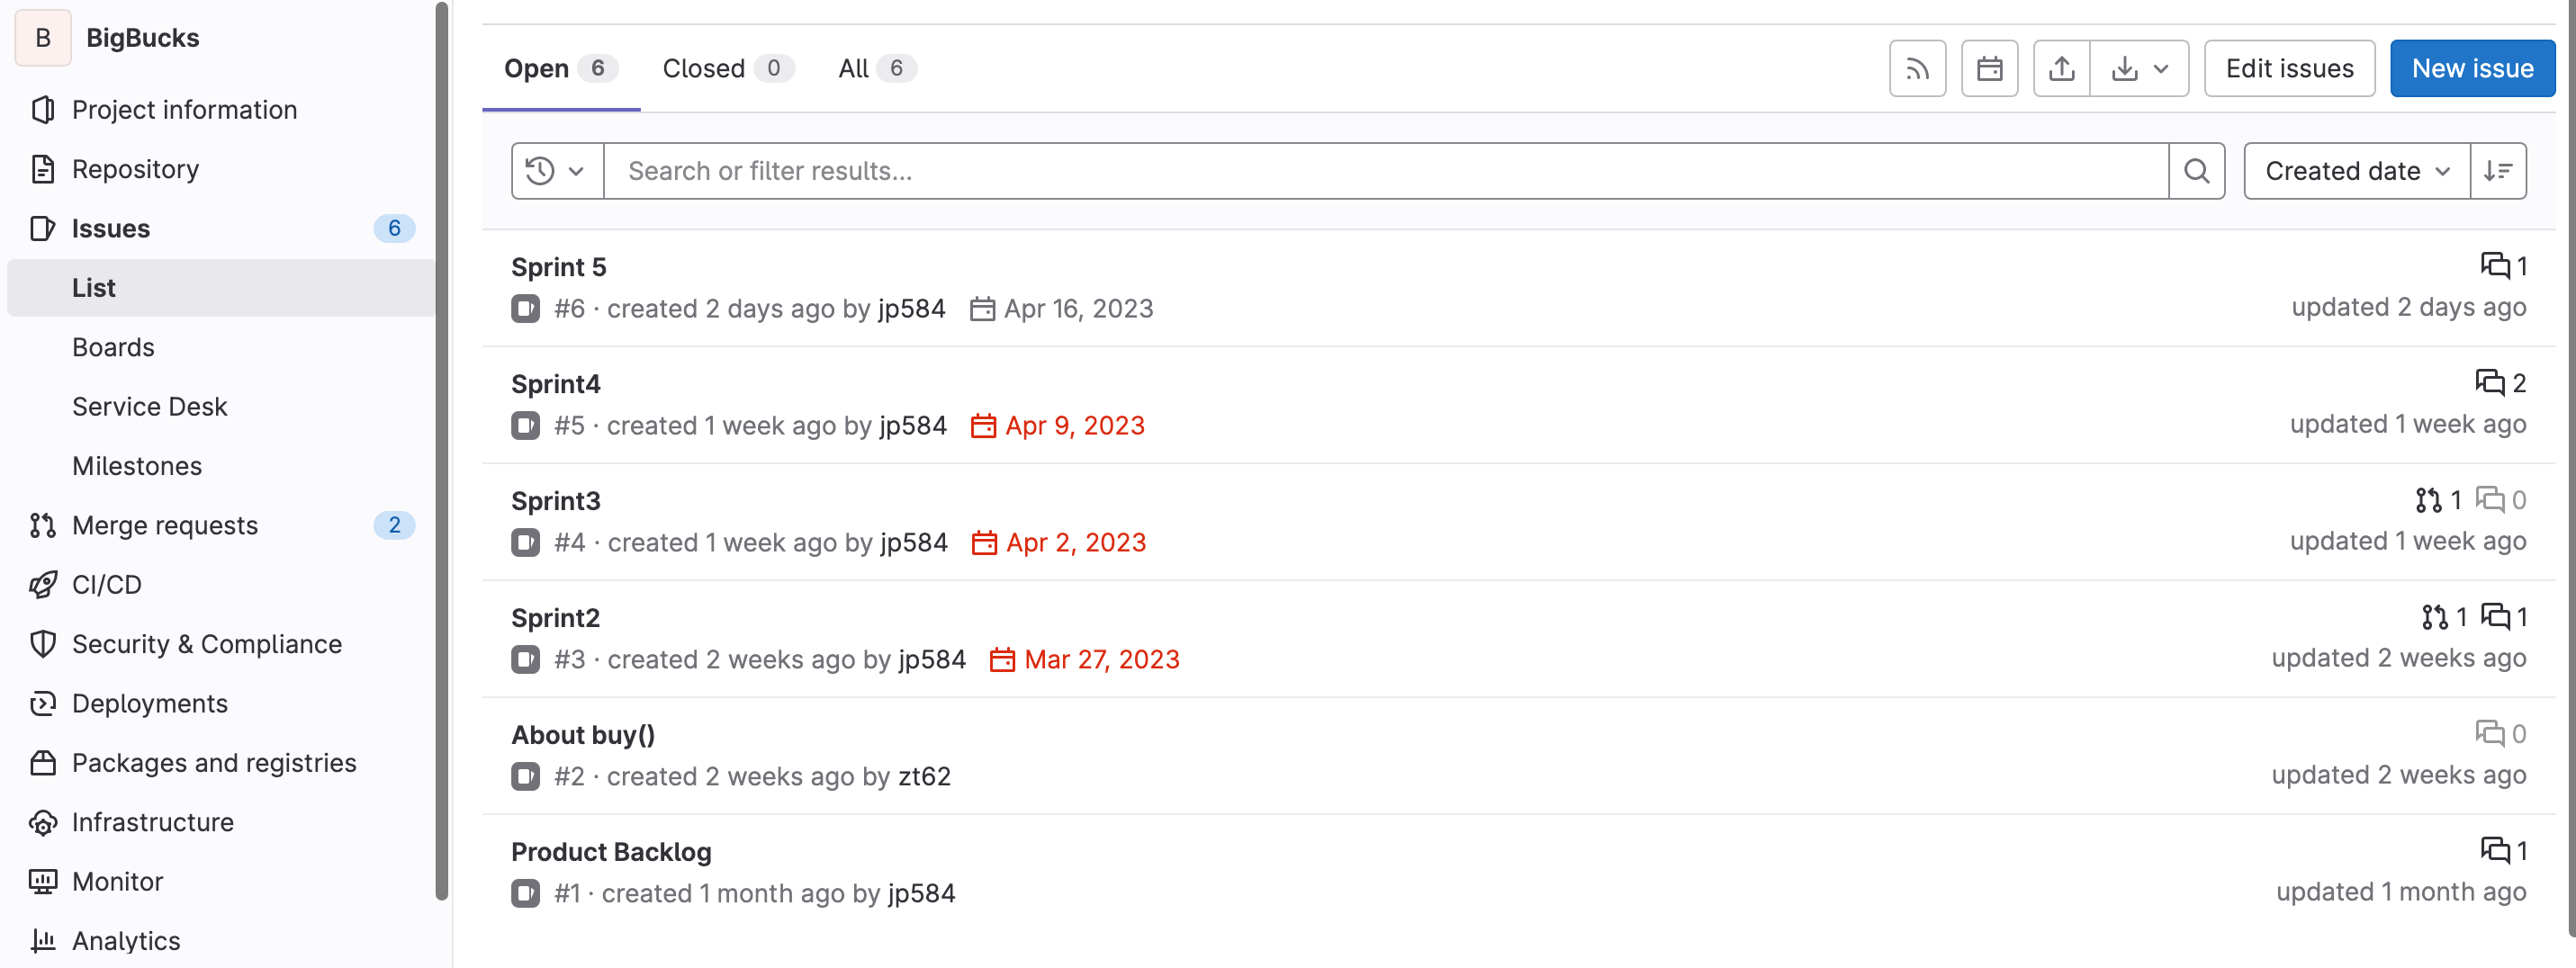 B BigBucks
Project information
Repository
Issues 6
List
Boards
Service Desk
Milestones
Merge requests 2
CI/CD
Security & Compliance
Deployments
Packages and registries
Infrastructure
Monitor
Analytics
Open 6 Closed 0 All 6 Edit issues New issue
Search or filter results... Created date
Sprint 5 1
#6 · created 2 days ago by jp584 Apr 16, 2023 updated 2 days ago
Sprint4 2
#5 · created 1 week ago by jp584 Apr 9, 2023 updated 1 week ago
Sprint3 1 0
#4 · created 1 week ago by jp584 Apr 2, 2023 updated 1 week ago
Sprint2 1 1
#3 · created 2 weeks ago by jp584 Mar 27, 2023 updated 2 weeks ago
About buy() 0
#2 · created 2 weeks ago by zt62 updated 2 weeks ago
Product Backlog 1
#1 · created 1 month ago by jp584 updated 1 month ago